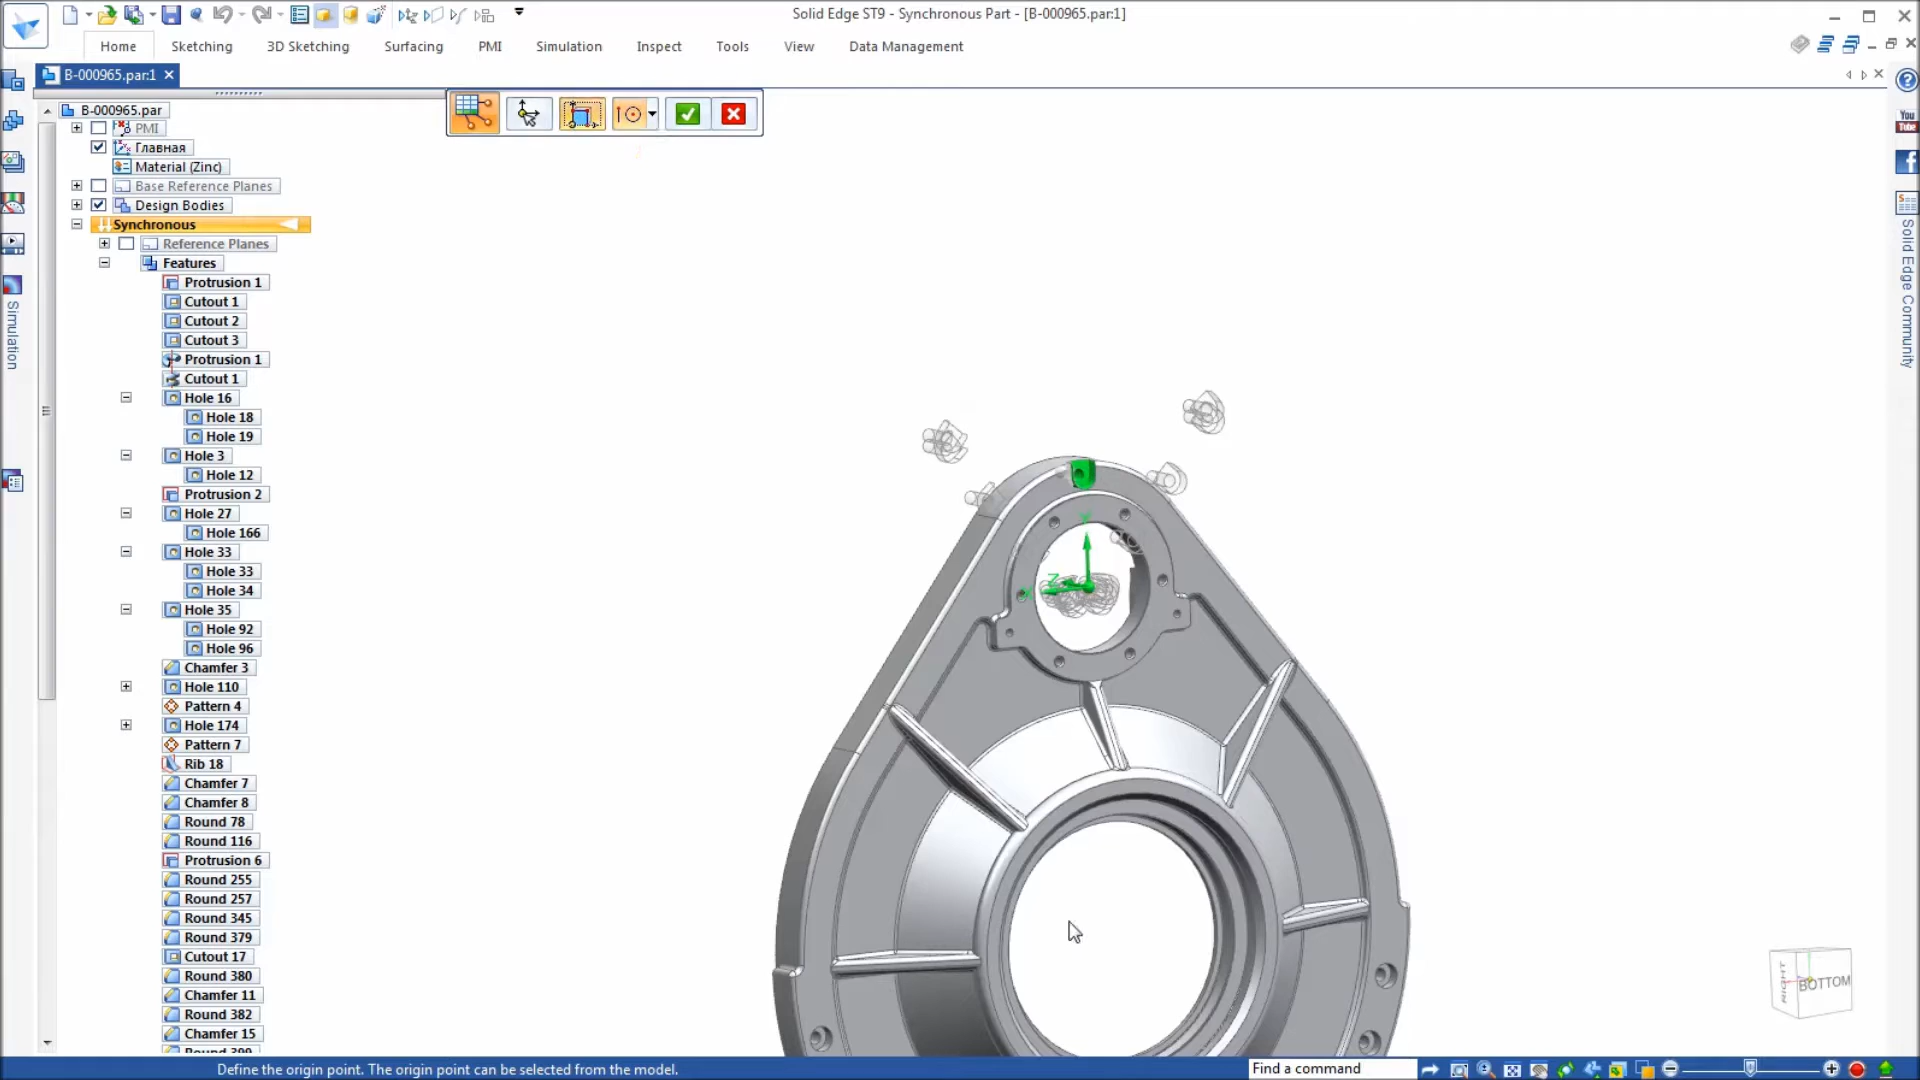 Solid Edge ST9 - Synchronous Part - [B-000965.par:1]
Home
Sketching
3D Sketching
Surfacing
PMI
Simulation
Inspect
Tools
View
Data Management
B-000965.par:1
B-000965.par
PMI
Главная
Material (Zinc)
Base Reference Planes
Design Bodies
Synchronous
Reference Planes
Features
Protrusion 1
Cutout 1
Cutout 2
Cutout 3
Protrusion 1
Cutout 1
Hole 16
Hole 18
Hole 19
Hole 3
Hole 12
Protrusion 2
Hole 27
Hole 166
Hole 33
Hole 33
Hole 34
Hole 35
Hole 92
Hole 96
Chamfer 3
Hole 110
Pattern 4
Hole 174
Pattern 7
Rib 18
Chamfer 7
Chamfer 8
Round 78
Round 116
Protrusion 6
Round 255
Round 257
Round 345
Round 379
Cutout 17
Round 380
Chamfer 11
Round 382
Chamfer 15
Simulation
Y
Z
You
Tube
Solid Edge Community
RIGHT
BOTTOM
Define the origin point. The origin point can be selected from the model.
Find a command